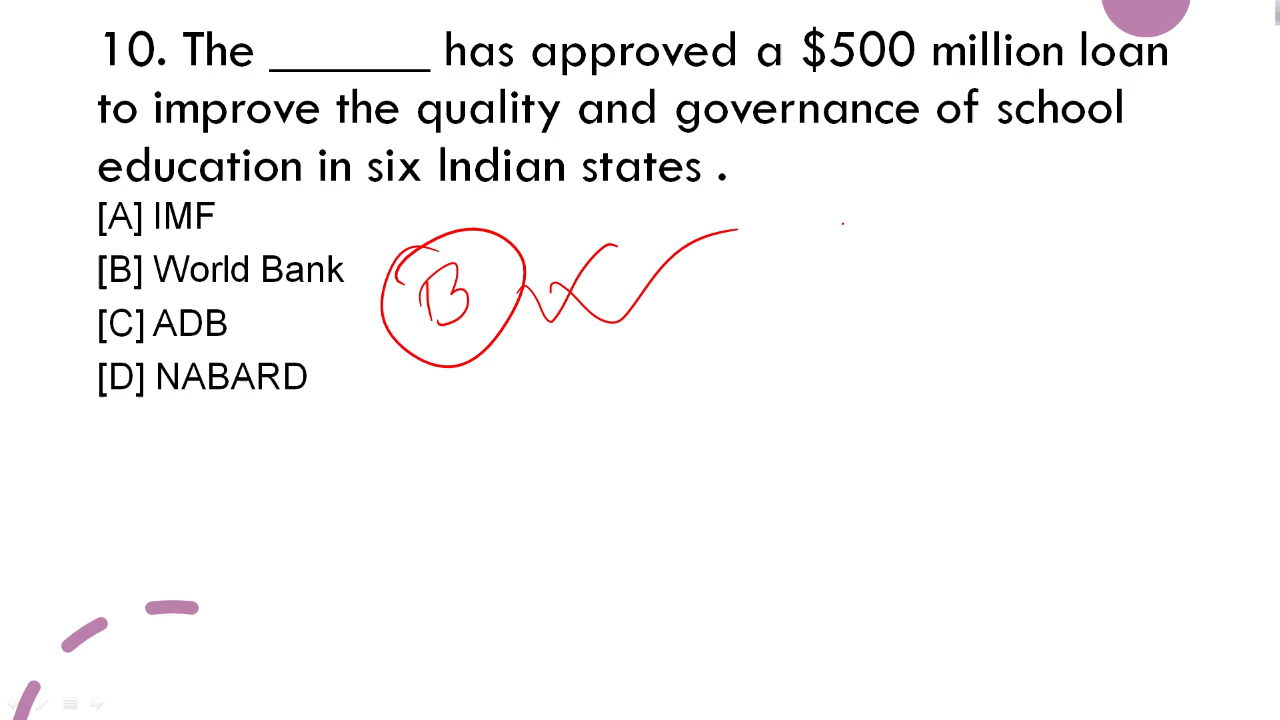 10. The ______ has approved a $500 million loan
to improve the quality and governance of school
education in six Indian states .
[A] IMF
[B] World Bank
[C] ADB
[D] NABARD
B